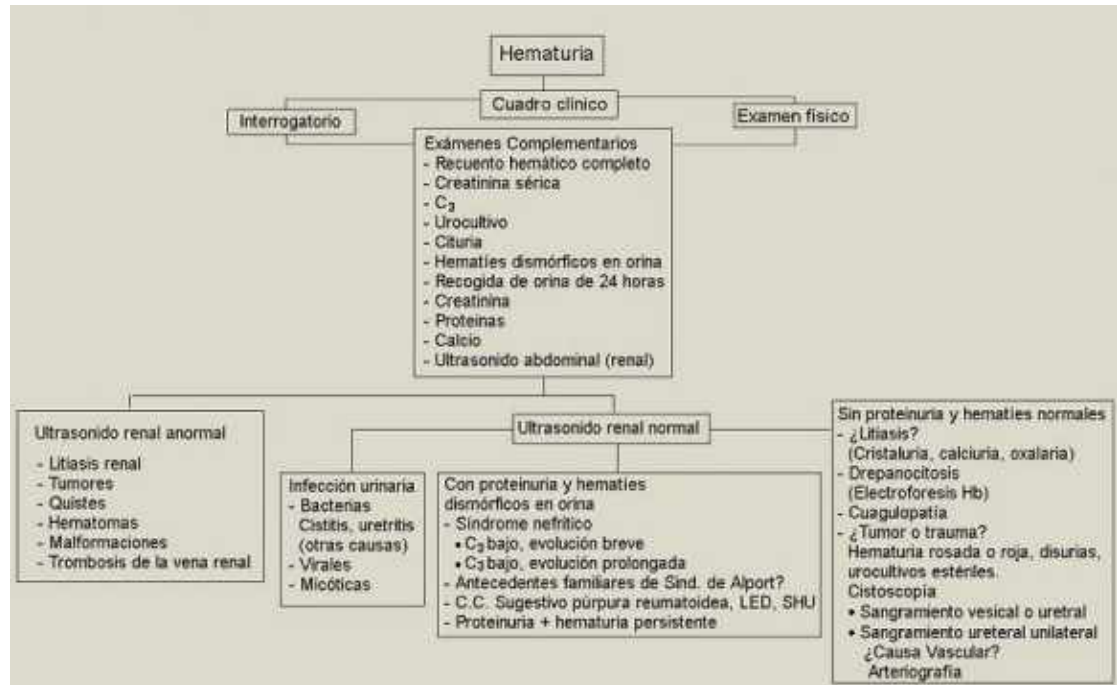 Hematuria
Cuadro clínico
Interrogatorio
Examen físico
Exámenes Complementarios
- Recuento hemático completo
- Creatinina sérica
- C₃
- Urocultivo
- Cituria
- Hematíes dismórficos en orina
- Recogida de orina de 24 horas
- Creatinina
- Proteinas
- Calcio
- Ultrasonido abdominal (renal)
Ultrasonido renal anormal
- Litiasis renal
- Tumores
- Quistes
- Hematomas
- Malformaciones
- Trombosis de la vena renal
Ultrasonido renal normal
Infección urinaria
- Bacterias
Cistitis, uretritis
(otras causas)
- Virales
- Micóticas
Con proteinuria y hematíes
dismórficos en orina
- Síndrome nefrítico
• C₃ bajo, evolución breve
• C₃ bajo, evolución prolongada
- Antecedentes familiares de Sind. de Alport?
- C.C. Sugestivo púrpura reumatoidea, LED, SHU
- Proteinuria + hematuria persistente
Sin proteinuria y hematíes normales
- ¿Litiasis?
(Cristaluria, calciuria, oxalaria)
- Drepanocitosis
(Electroforesis Hb)
- Cuagulopatía
- ¿Tumor o trauma?
Hematuria rosada o roja, disurias,
urocultivos estériles.
Cistoscopía
• Sangramiento vesical o uretral
• Sangramiento ureteral unilateral
¿Causa Vascular?
Arteriografía